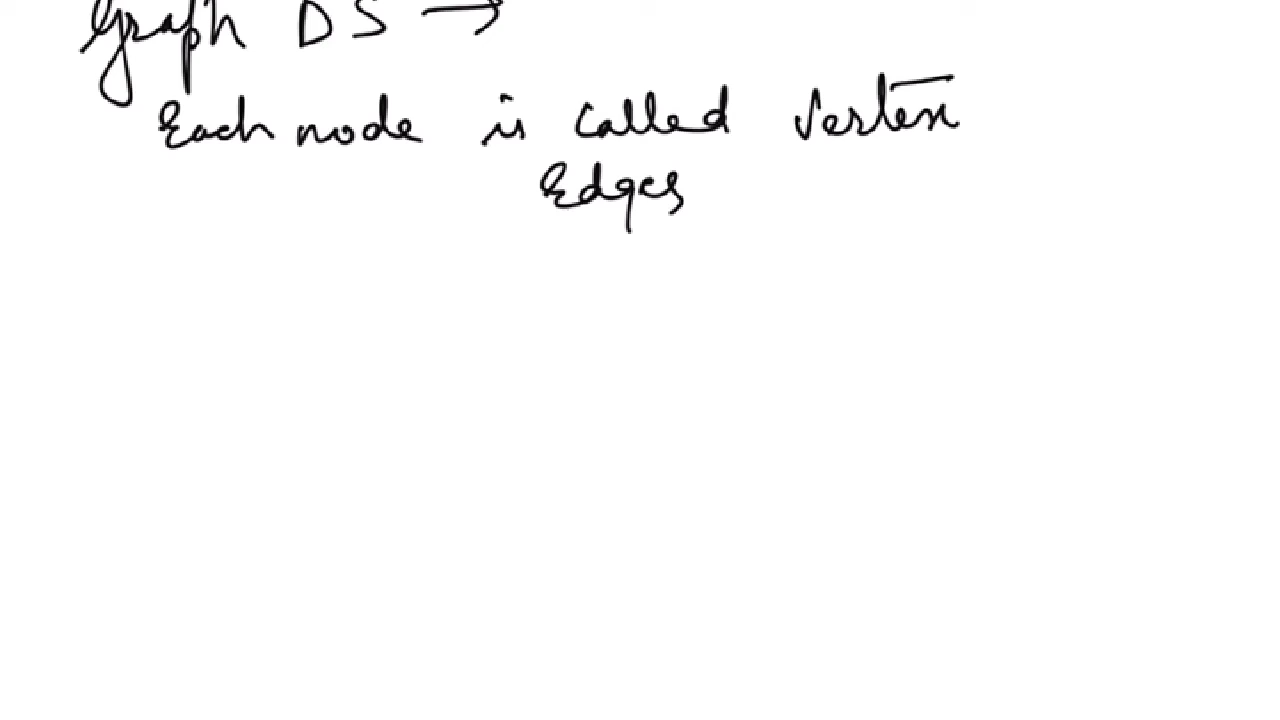 Graph DS →
Each node is called Vertex
Edges